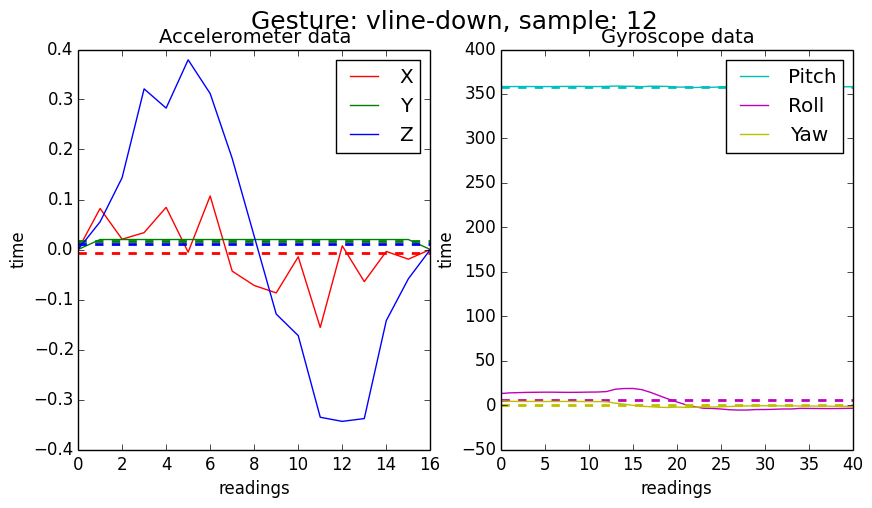 Gesture: vline-down, sample: 12
Accelerometer data
0.4
0.3
0.2
0.1
0.0
−0.1
−0.2
−0.3
−0.4
time
0 2 4 6 8 10 12 14 16
readings
X
Y
Z
Gyroscope data
400
350
300
250
200
150
100
50
0
−50
time
0 5 10 15 20 25 30 35 40
readings
Pitch
Roll
Yaw